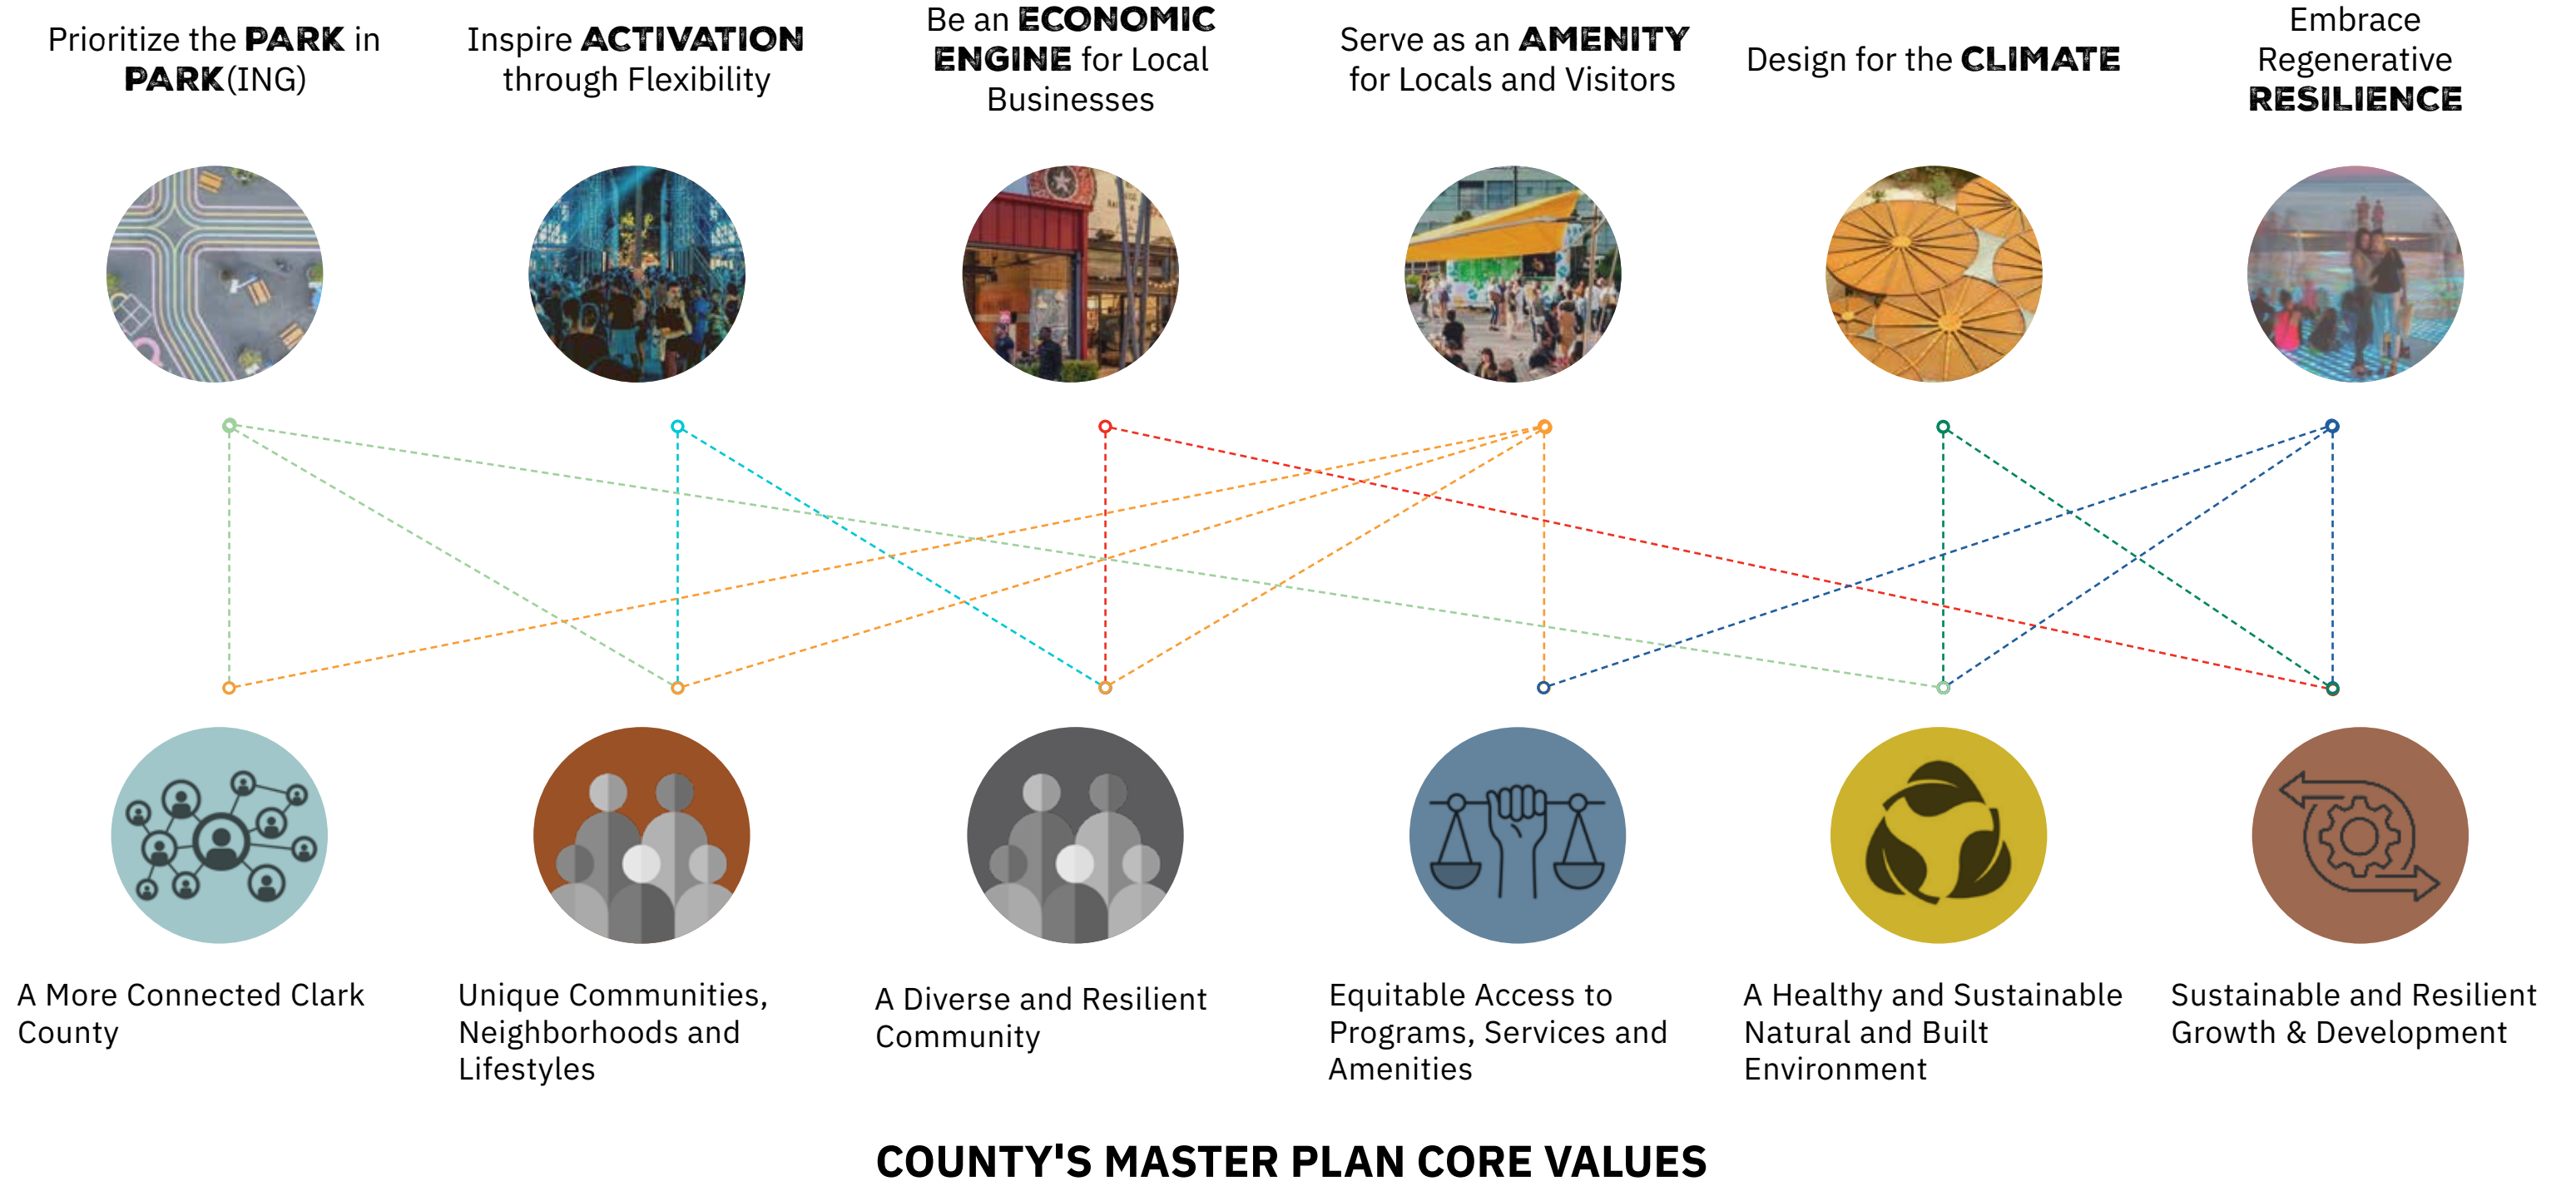 Prioritize the PARK in
PARK(ING)
Inspire ACTIVATION
through Flexibility
Be an ECONOMIC
ENGINE for Local
Businesses
Serve as an AMENITY
for Locals and Visitors
Design for the CLIMATE
Embrace
Regenerative
RESILIENCE
A More Connected Clark
County
Unique Communities,
Neighborhoods and
Lifestyles
A Diverse and Resilient
Community
Equitable Access to
Programs, Services and
Amenities
A Healthy and Sustainable
Natural and Built
Environment
Sustainable and Resilient
Growth & Development
COUNTY'S MASTER PLAN CORE VALUES